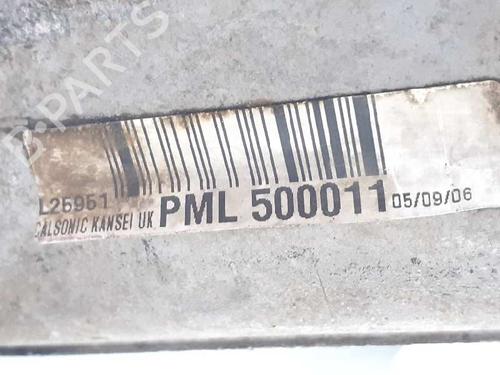 B-PARTS
L25951
CALSONIC KANSEI UK PML 500011 05/09/06